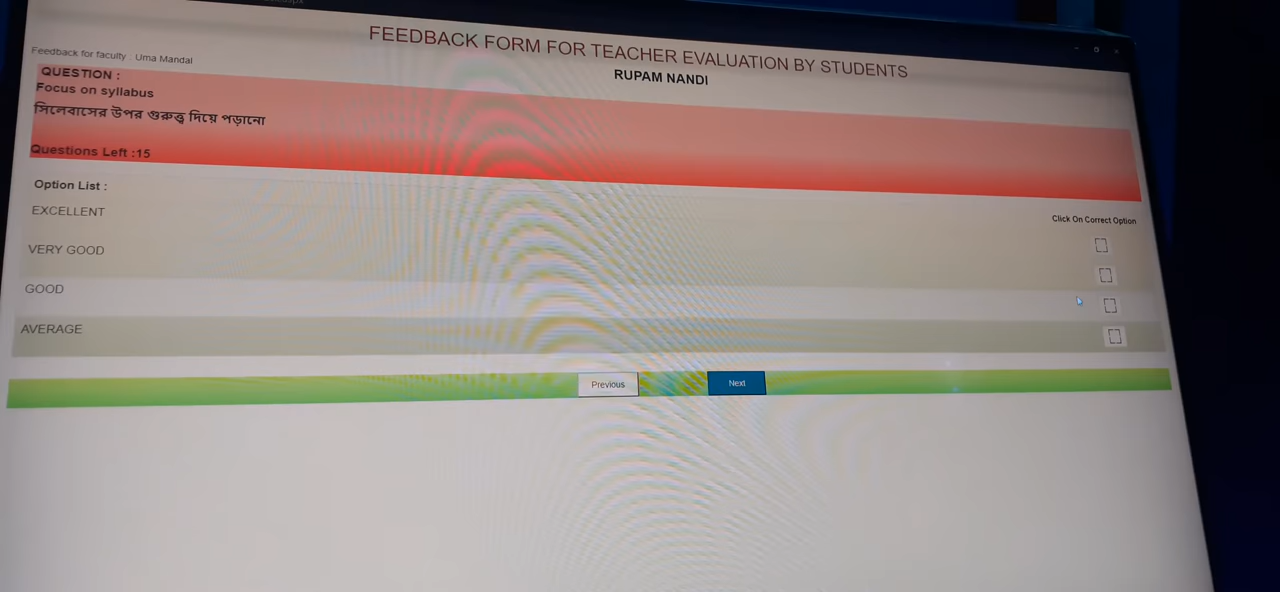 FEEDBACK FORM FOR TEACHER EVALUATION BY STUDENTS
RUPAM NANDI
Feedback for faculty : Uma Mandal
QUESTION :
Focus on syllabus
সিলেবাসের উপর গুরুত্ত্ব দিয়ে পড়ানো
Questions Left :15
Option List :
Click On Correct Option
EXCELLENT
VERY GOOD
GOOD
AVERAGE
Previous
Next